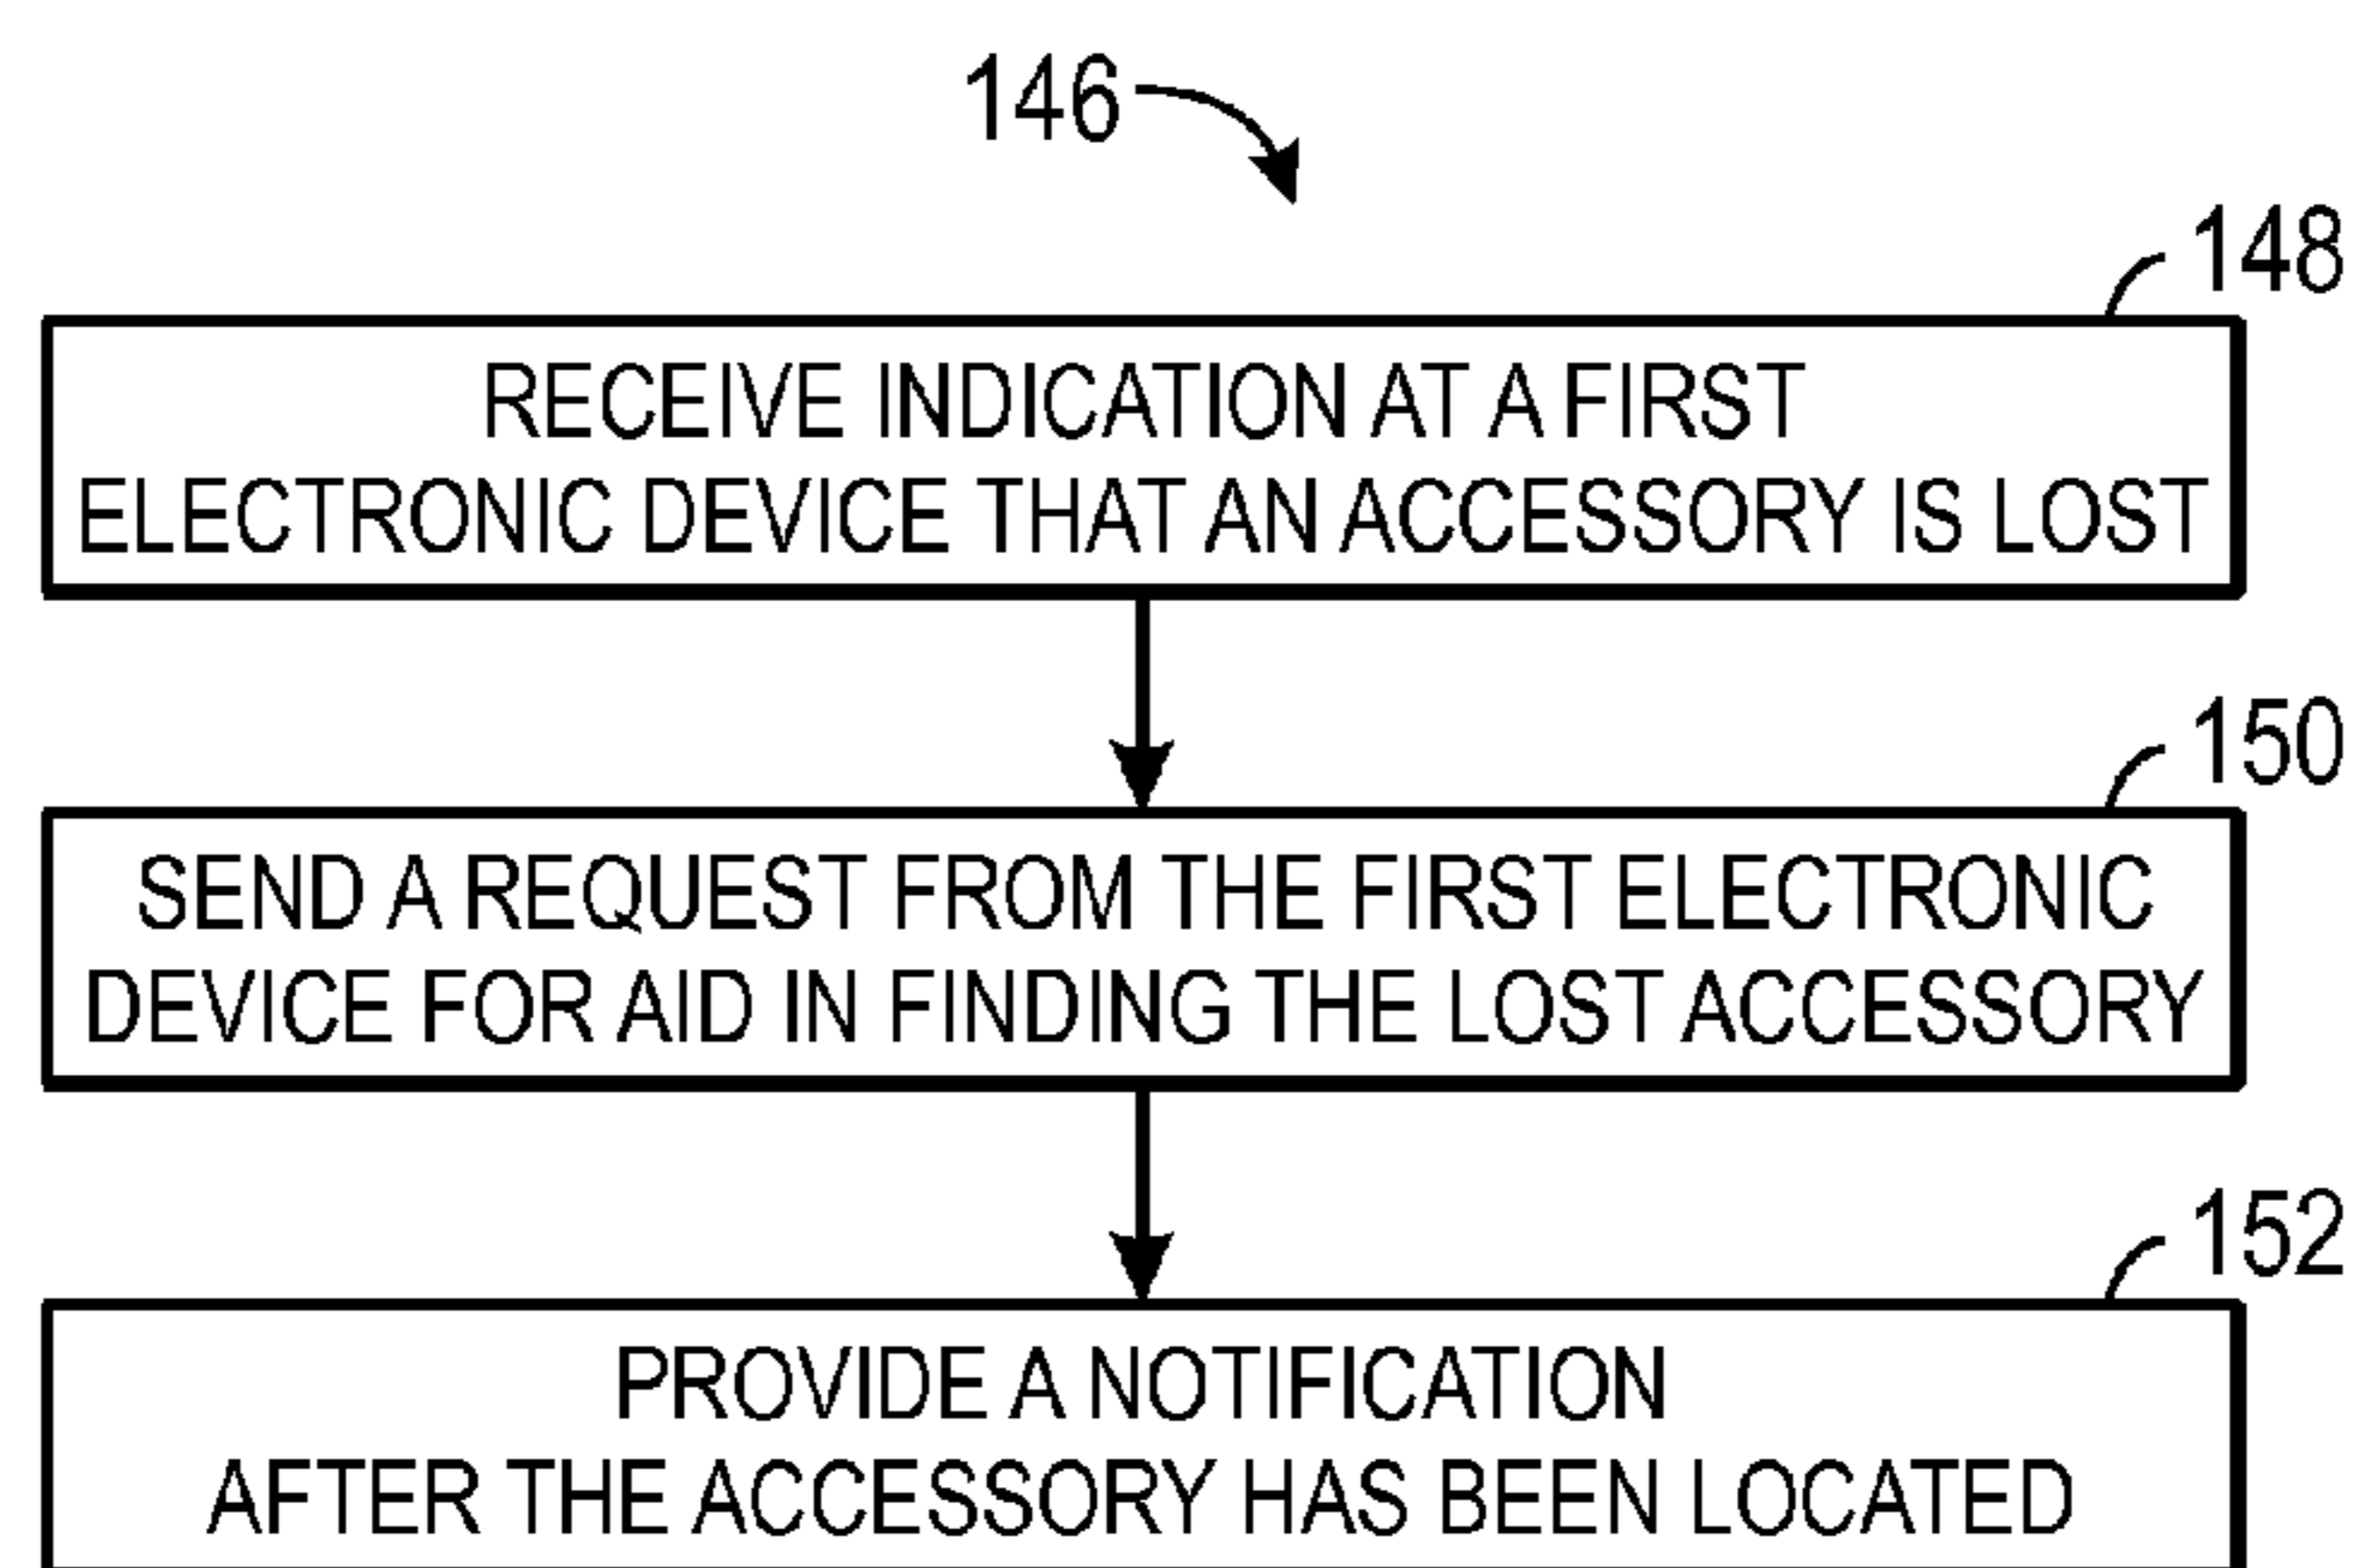 146
148
RECEIVE INDICATION AT A FIRST
ELECTRONIC DEVICE THAT AN ACCESSORY IS LOST
150
SEND A REQUEST FROM THE FIRST ELECTRONIC
DEVICE FOR AID IN FINDING THE LOST ACCESSORY
152
PROVIDE A NOTIFICATION
AFTER THE ACCESSORY HAS BEEN LOCATED